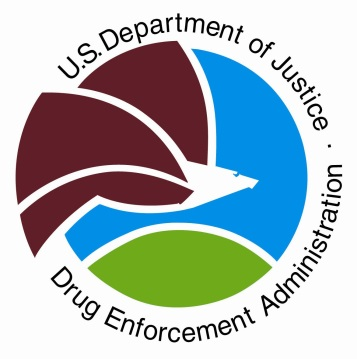 U.S. Department of Justice ·
Drug Enforcement Administration